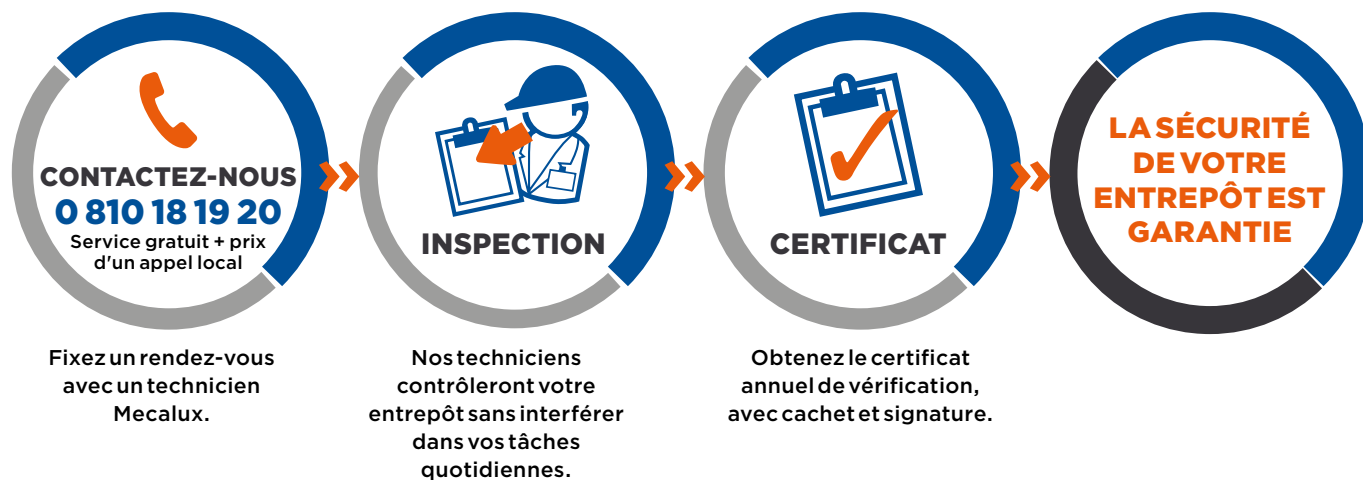 CONTACTEZ-NOUS
0 810 18 19 20
Service gratuit + prix
d'un appel local
Fixez un rendez-vous
avec un technicien
Mecalux.
INSPECTION
Nos techniciens
contrôleront votre
entrepôt sans interférer
dans vos tâches
quotidiennes.
CERTIFICAT
Obtenez le certificat
annuel de vérification,
avec cachet et signature.
LA SÉCURITÉ
DE VOTRE
ENTREPÔT EST
GARANTIE